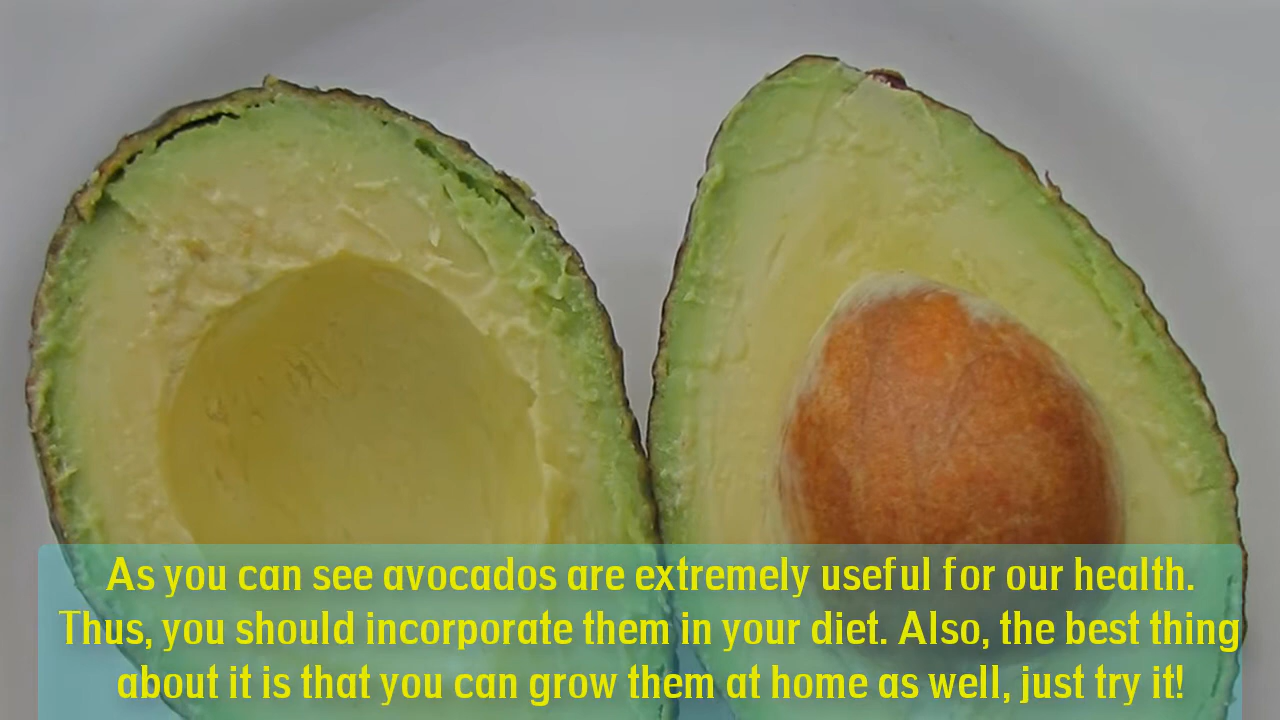 As you can see avocados are extremely useful for our health.
Thus, you should incorporate them in your diet. Also, the best thing
about it is that you can grow them at home as well, just try it!